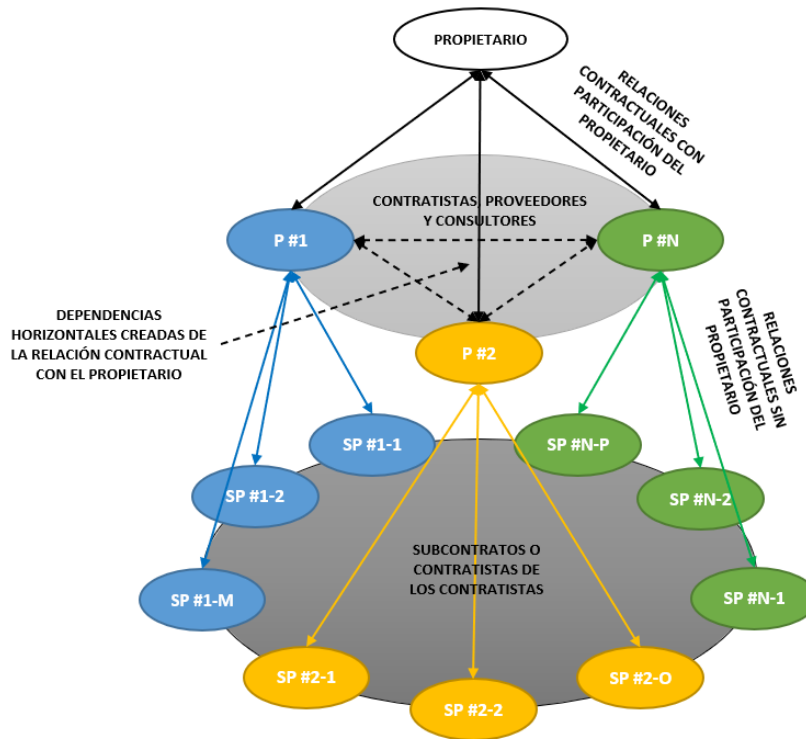 PROPIETARIO
RELACIONES
CONTRACTUALES CON
PARTICIPACIÓN DEL
PROPIETARIO
CONTRATISTAS, PROVEEDORES
Y CONSULTORES
P #1
P #N
DEPENDENCIAS
HORIZONTALES CREADAS DE
LA RELACIÓN CONTRACTUAL
CON EL PROPIETARIO
P #2
RELACIONES
CONTRACTUALES SIN
PARTICIPACIÓN DEL
PROPIETARIO
SP #1-1
SP #N-P
SP #1-2
SP #N-2
SUBCONTRATOS O
CONTRATISTAS DE
LOS CONTRATISTAS
SP #1-M
SP #N-1
SP #2-1
SP #2-2
SP #2-O